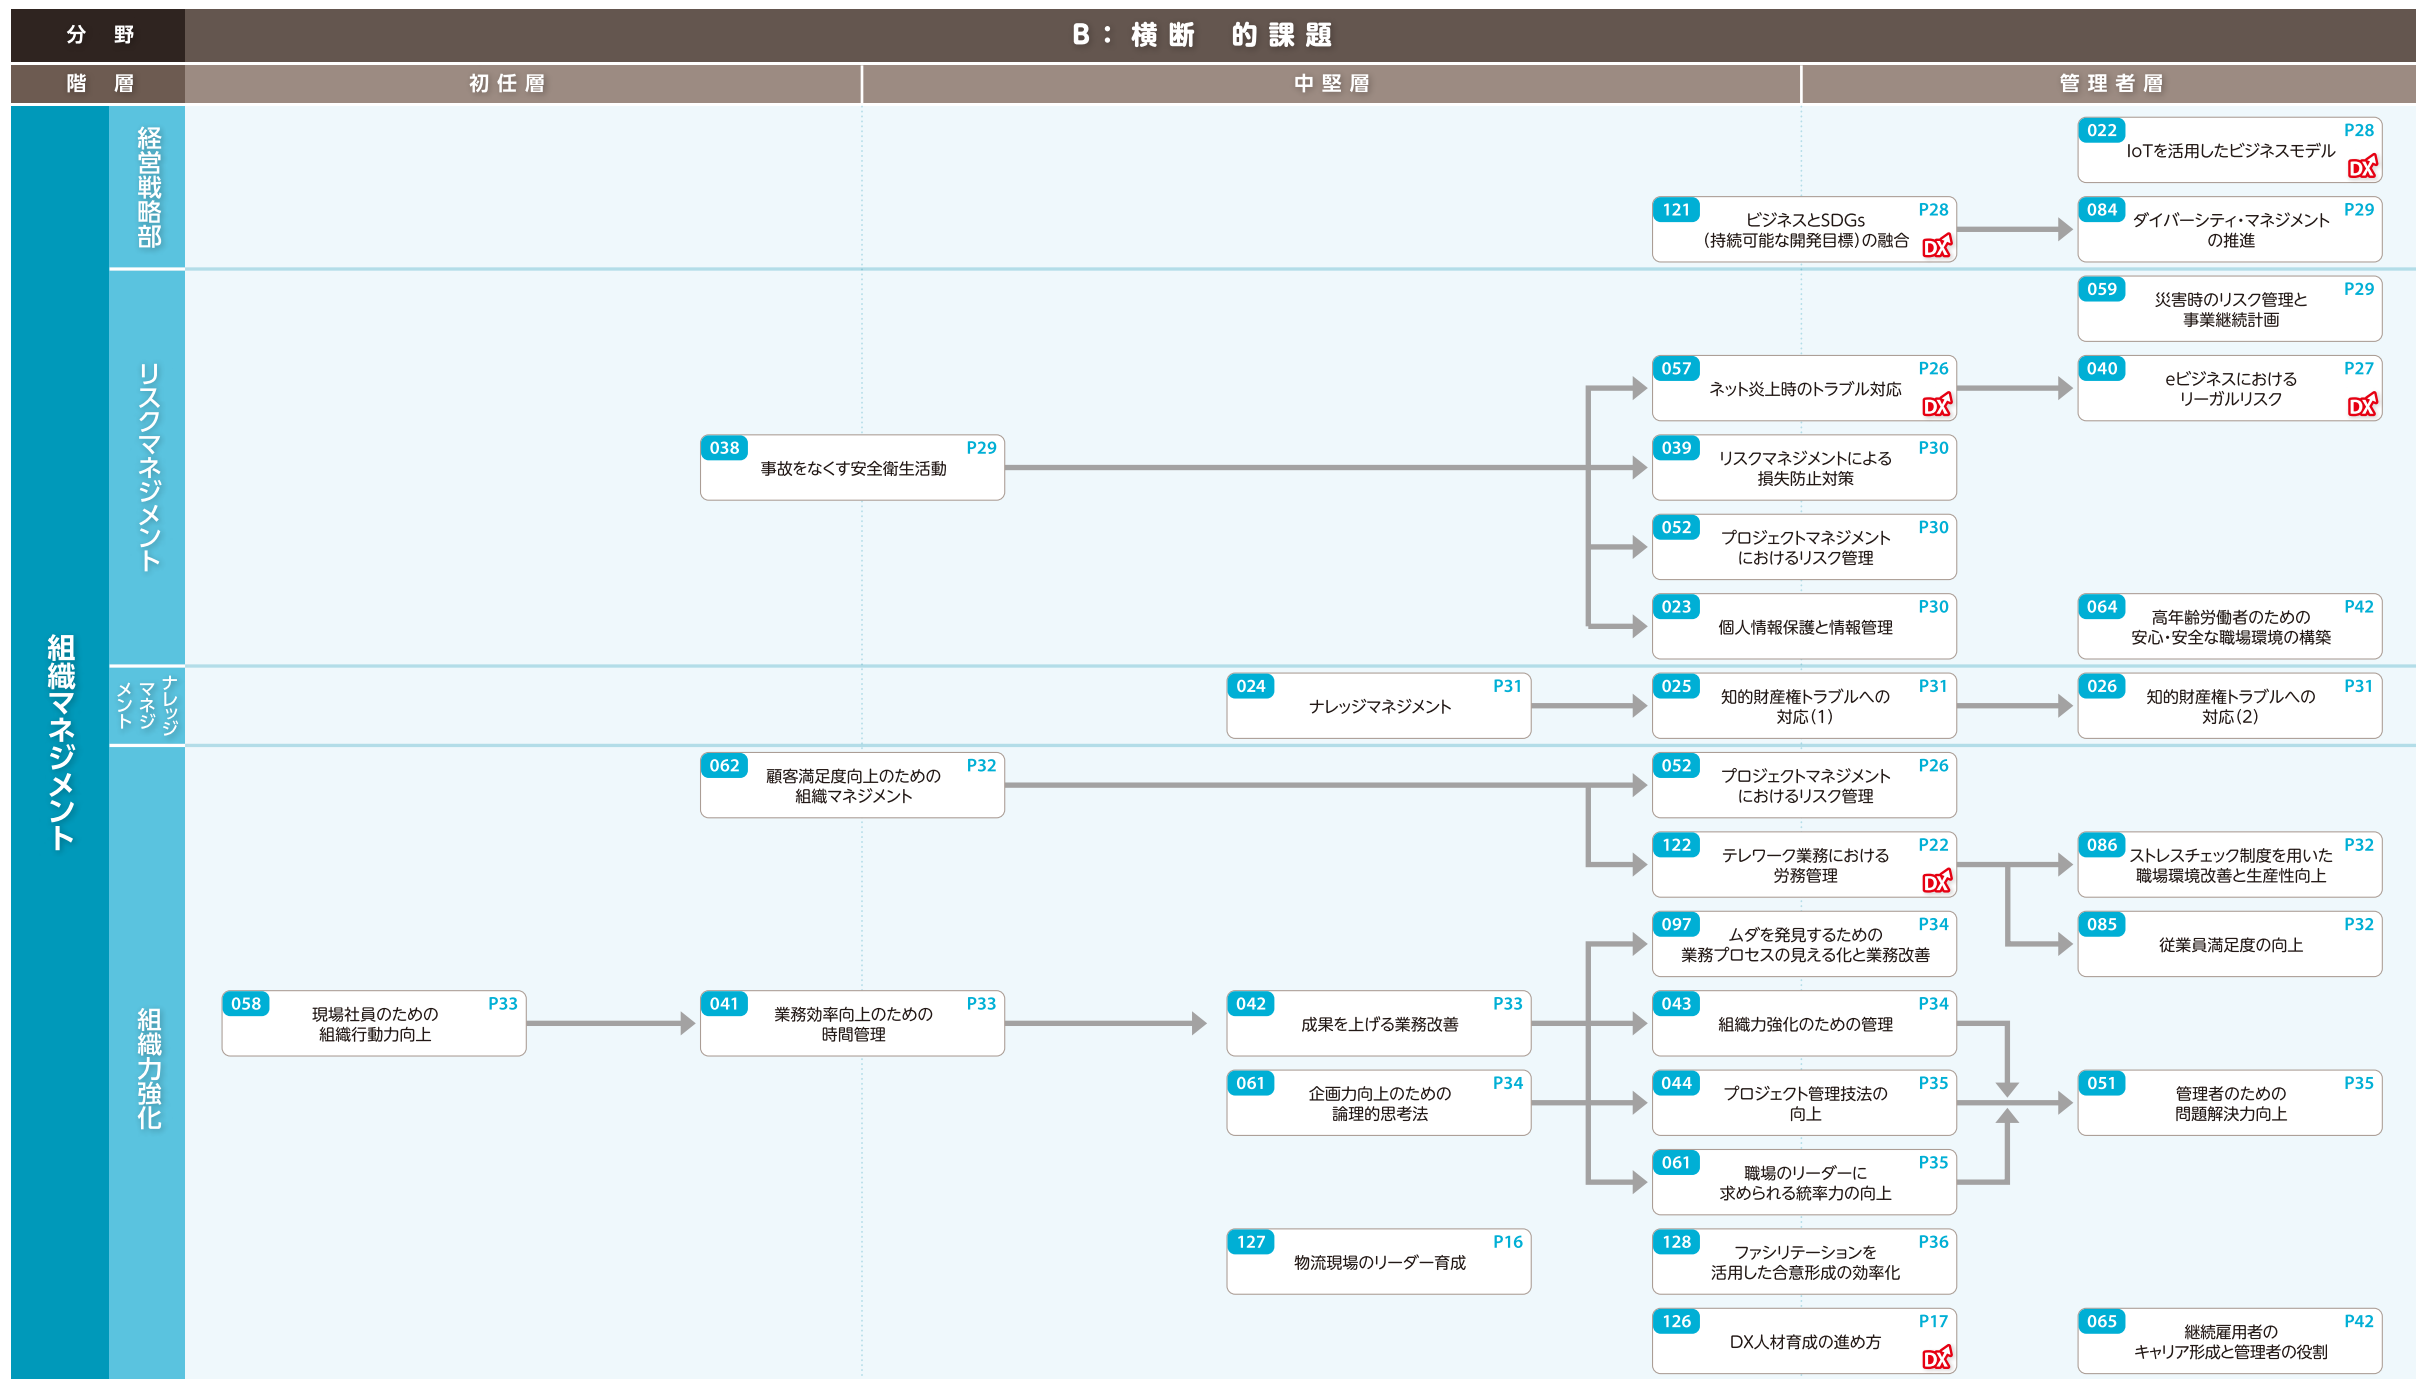 分 野
B：横断 的課題
階 層
初任層
中堅層
管理者層
組織マネジメント
経営戦略部
022
P28
IoTを活用したビジネスモデル
DX
121
P28
ビジネスとSDGs
（持続可能な開発目標）の融合
DX
084
P29
ダイバーシティ・マネジメント
の推進
リスクマネジメント
059
P29
災害時のリスク管理と
事業継続計画
057
P26
ネット炎上時のトラブル対応
DX
040
P27
eビジネスにおける
リーガルリスク
DX
038
P29
事故をなくす安全衛生活動
039
P30
リスクマネジメントによる
損失防止対策
052
P30
プロジェクトマネジメント
におけるリスク管理
023
P30
個人情報保護と情報管理
064
P42
高年齢労働者のための
安心・安全な職場環境の構築
ナレッジ
マネジ
メント
024
P31
ナレッジマネジメント
025
P31
知的財産権トラブルへの
対応（1）
026
P31
知的財産権トラブルへの
対応（2）
組織力強化
062
P32
顧客満足度向上のための
組織マネジメント
052
P26
プロジェクトマネジメント
におけるリスク管理
122
P22
テレワーク業務における
労務管理
DX
086
P32
ストレスチェック制度を用いた
職場環境改善と生産性向上
097
P34
ムダを発見するための
業務プロセスの見える化と業務改善
085
P32
従業員満足度の向上
058
P33
現場社員のための
組織行動力向上
041
P33
業務効率向上のための
時間管理
042
P33
成果を上げる業務改善
043
P34
組織力強化のための管理
061
P34
企画力向上のための
論理的思考法
044
P35
プロジェクト管理技法の
向上
051
P35
管理者のための
問題解決力向上
061
P35
職場のリーダーに
求められる統率力の向上
127
P16
物流現場のリーダー育成
128
P36
ファシリテーションを
活用した合意形成の効率化
126
P17
DX人材育成の進め方
DX
065
P42
継続雇用者の
キャリア形成と管理者の役割